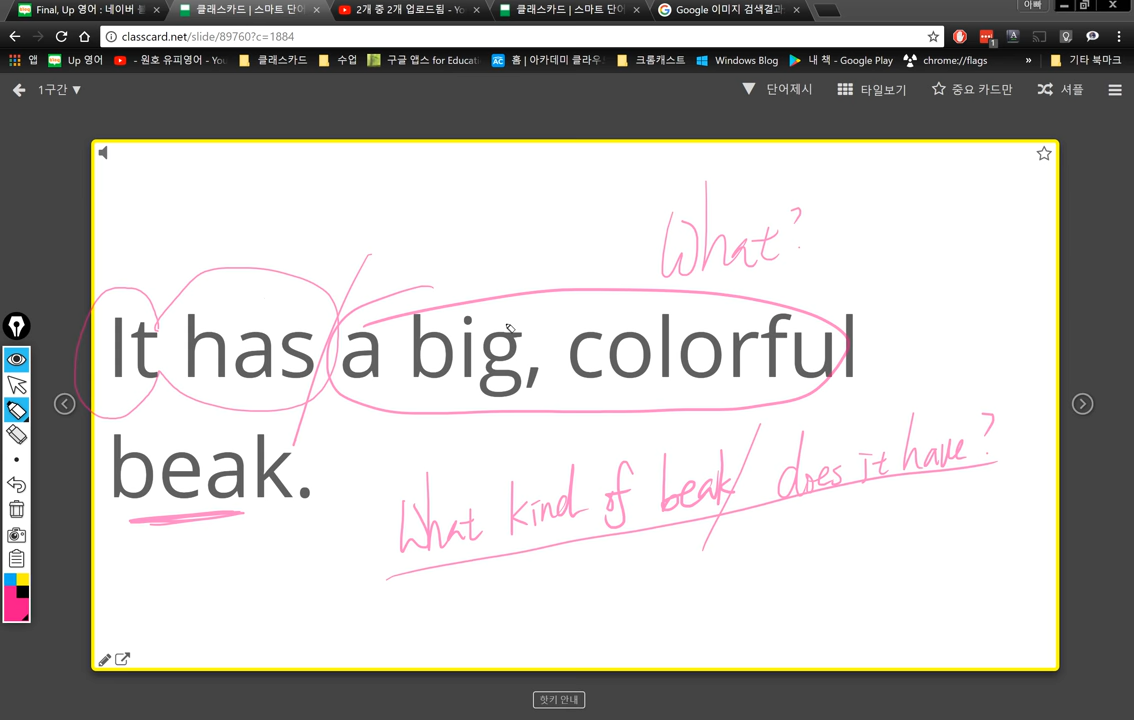 Final, Up 영어 : 네이버 블
클래스카드 | 스마트 단어
2개 중 2개 업로드됨 - Yo
클래스카드 | 스마트 단어
Google 이미지 검색결과
아빠
classcard.net/slide/89760?c=1884
앱 Up 영어 - 원호 유피영어 - You 클래스카드 수업 구글 앱스 for Educati 홈 | 아카데미 클라우 크롬캐스트 Windows Blog 내 책 - Google Play chrome://flags » 기타 북마크
1구간 ▼ 단어제시 타일보기 중요 카드만 셔플
What?
It has a big, colorful
beak.
What kind of beak / does it have?
핫키 안내